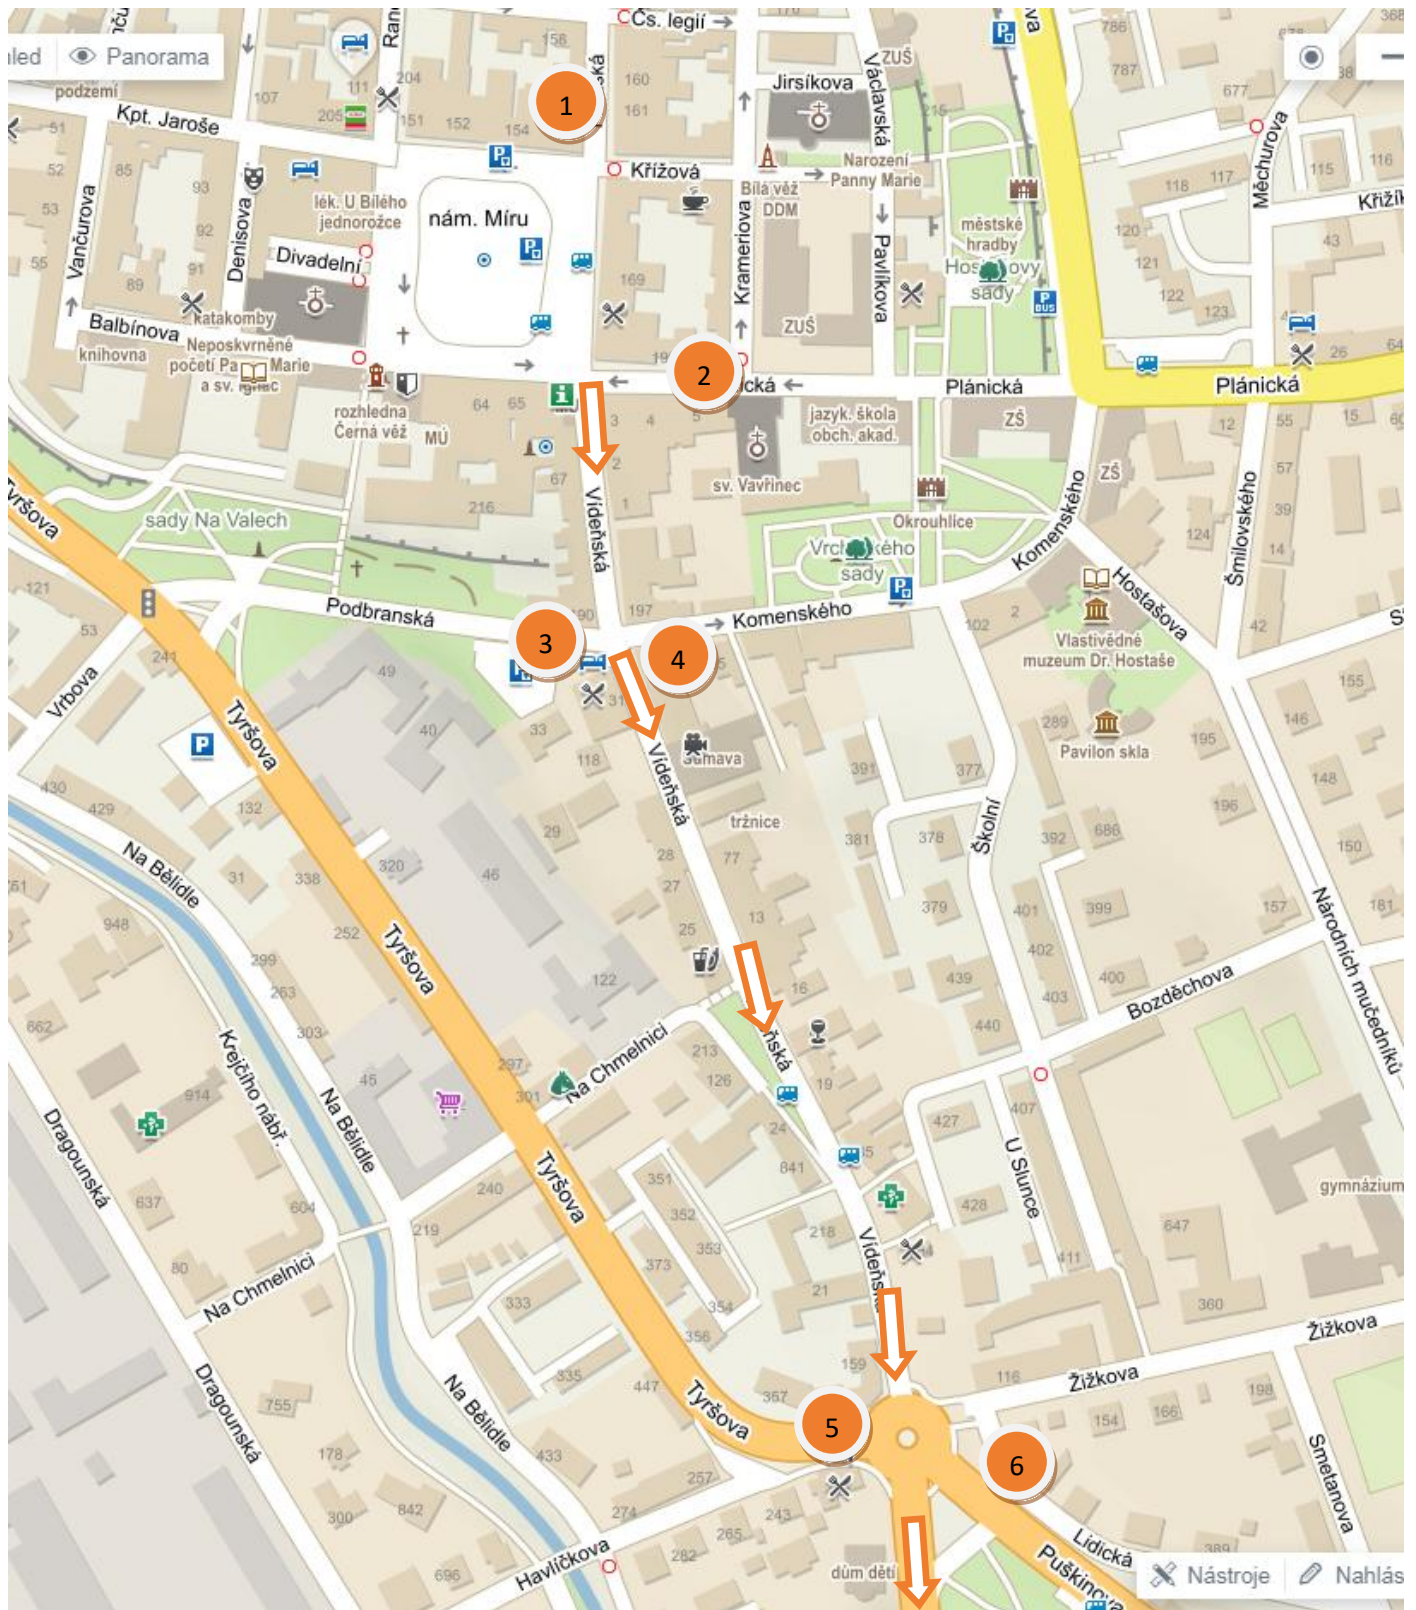 Čs. legií
158
Panorama
111
204
160
Jirsíkova
ZUŠ
Václavská
215
786
787
677
podzemí
107
205
161
Kpt. Jaroše
151
152
154
1
51
52
53
55
85
93
92
91
89
Křížová
Narození
Panny Marie
Bílá věž
DDM
Měchurova
115
116
118
117
120
121
122
123
43
lék. U Bílého
jednorožce
nám. Míru
městské
hradby
Vančurova
Denisova
Divadelní
Krameriova
Pavlíkova
sady
169
ZUŠ
BUS
Balbínova
katakomby
Neposkvrněné
knihovna
Marie
a sv.
2
Plánická
Plánická
26
64
rozhledna
Černá věž
MÚ
64
65
3
4
5
jazyk. škola
obch. akad.
ZŠ
12
55
15
57
39
14
67
2
1
216
sv. Vavřinec
ZŠ
Tyršova
sady Na Valech
Vídeňská
Okrouhlice
Komenského
124
Šmilovského
sady
121
53
Podbranská
197
Komenského
102
2
Hostašova
42
3
4
Vlastivědné
muzeum Dr. Hostaše
155
241
49
40
33
118
Vrbova
Tyršova
Vídeňská
289
195
146
Pavilon skla
148
430
429
132
tržnice
391
377
196
29
381
378
Školní
392
686
150
Na Bělidle
31
338
320
46
28
27
25
77
13
379
401
399
157
Národních mučedníků
181
948
252
Tyršova
402
299
263
122
16
439
403
400
Bozděchova
662
303
440
Krejčího nábř.
297
301
Na Chmelnici
213
126
19
45
914
24
427
407
Dragounská
Na Bělidle
841
Tyršova
U Slunce
gymnázium
637
604
240
351
428
647
219
352
353
218
Vídeňská
80
Na Chmelnici
373
411
333
354
21
360
356
Žižkova
335
447
159
116
Žižkova
Dragounská
755
Na Bělidle
367
198
Tyršova
5
154
166
178
433
6
Smetanova
300
842
257
274
243
265
282
Lidická
389
Havlíčkova
696
dům dětí
Nástroje